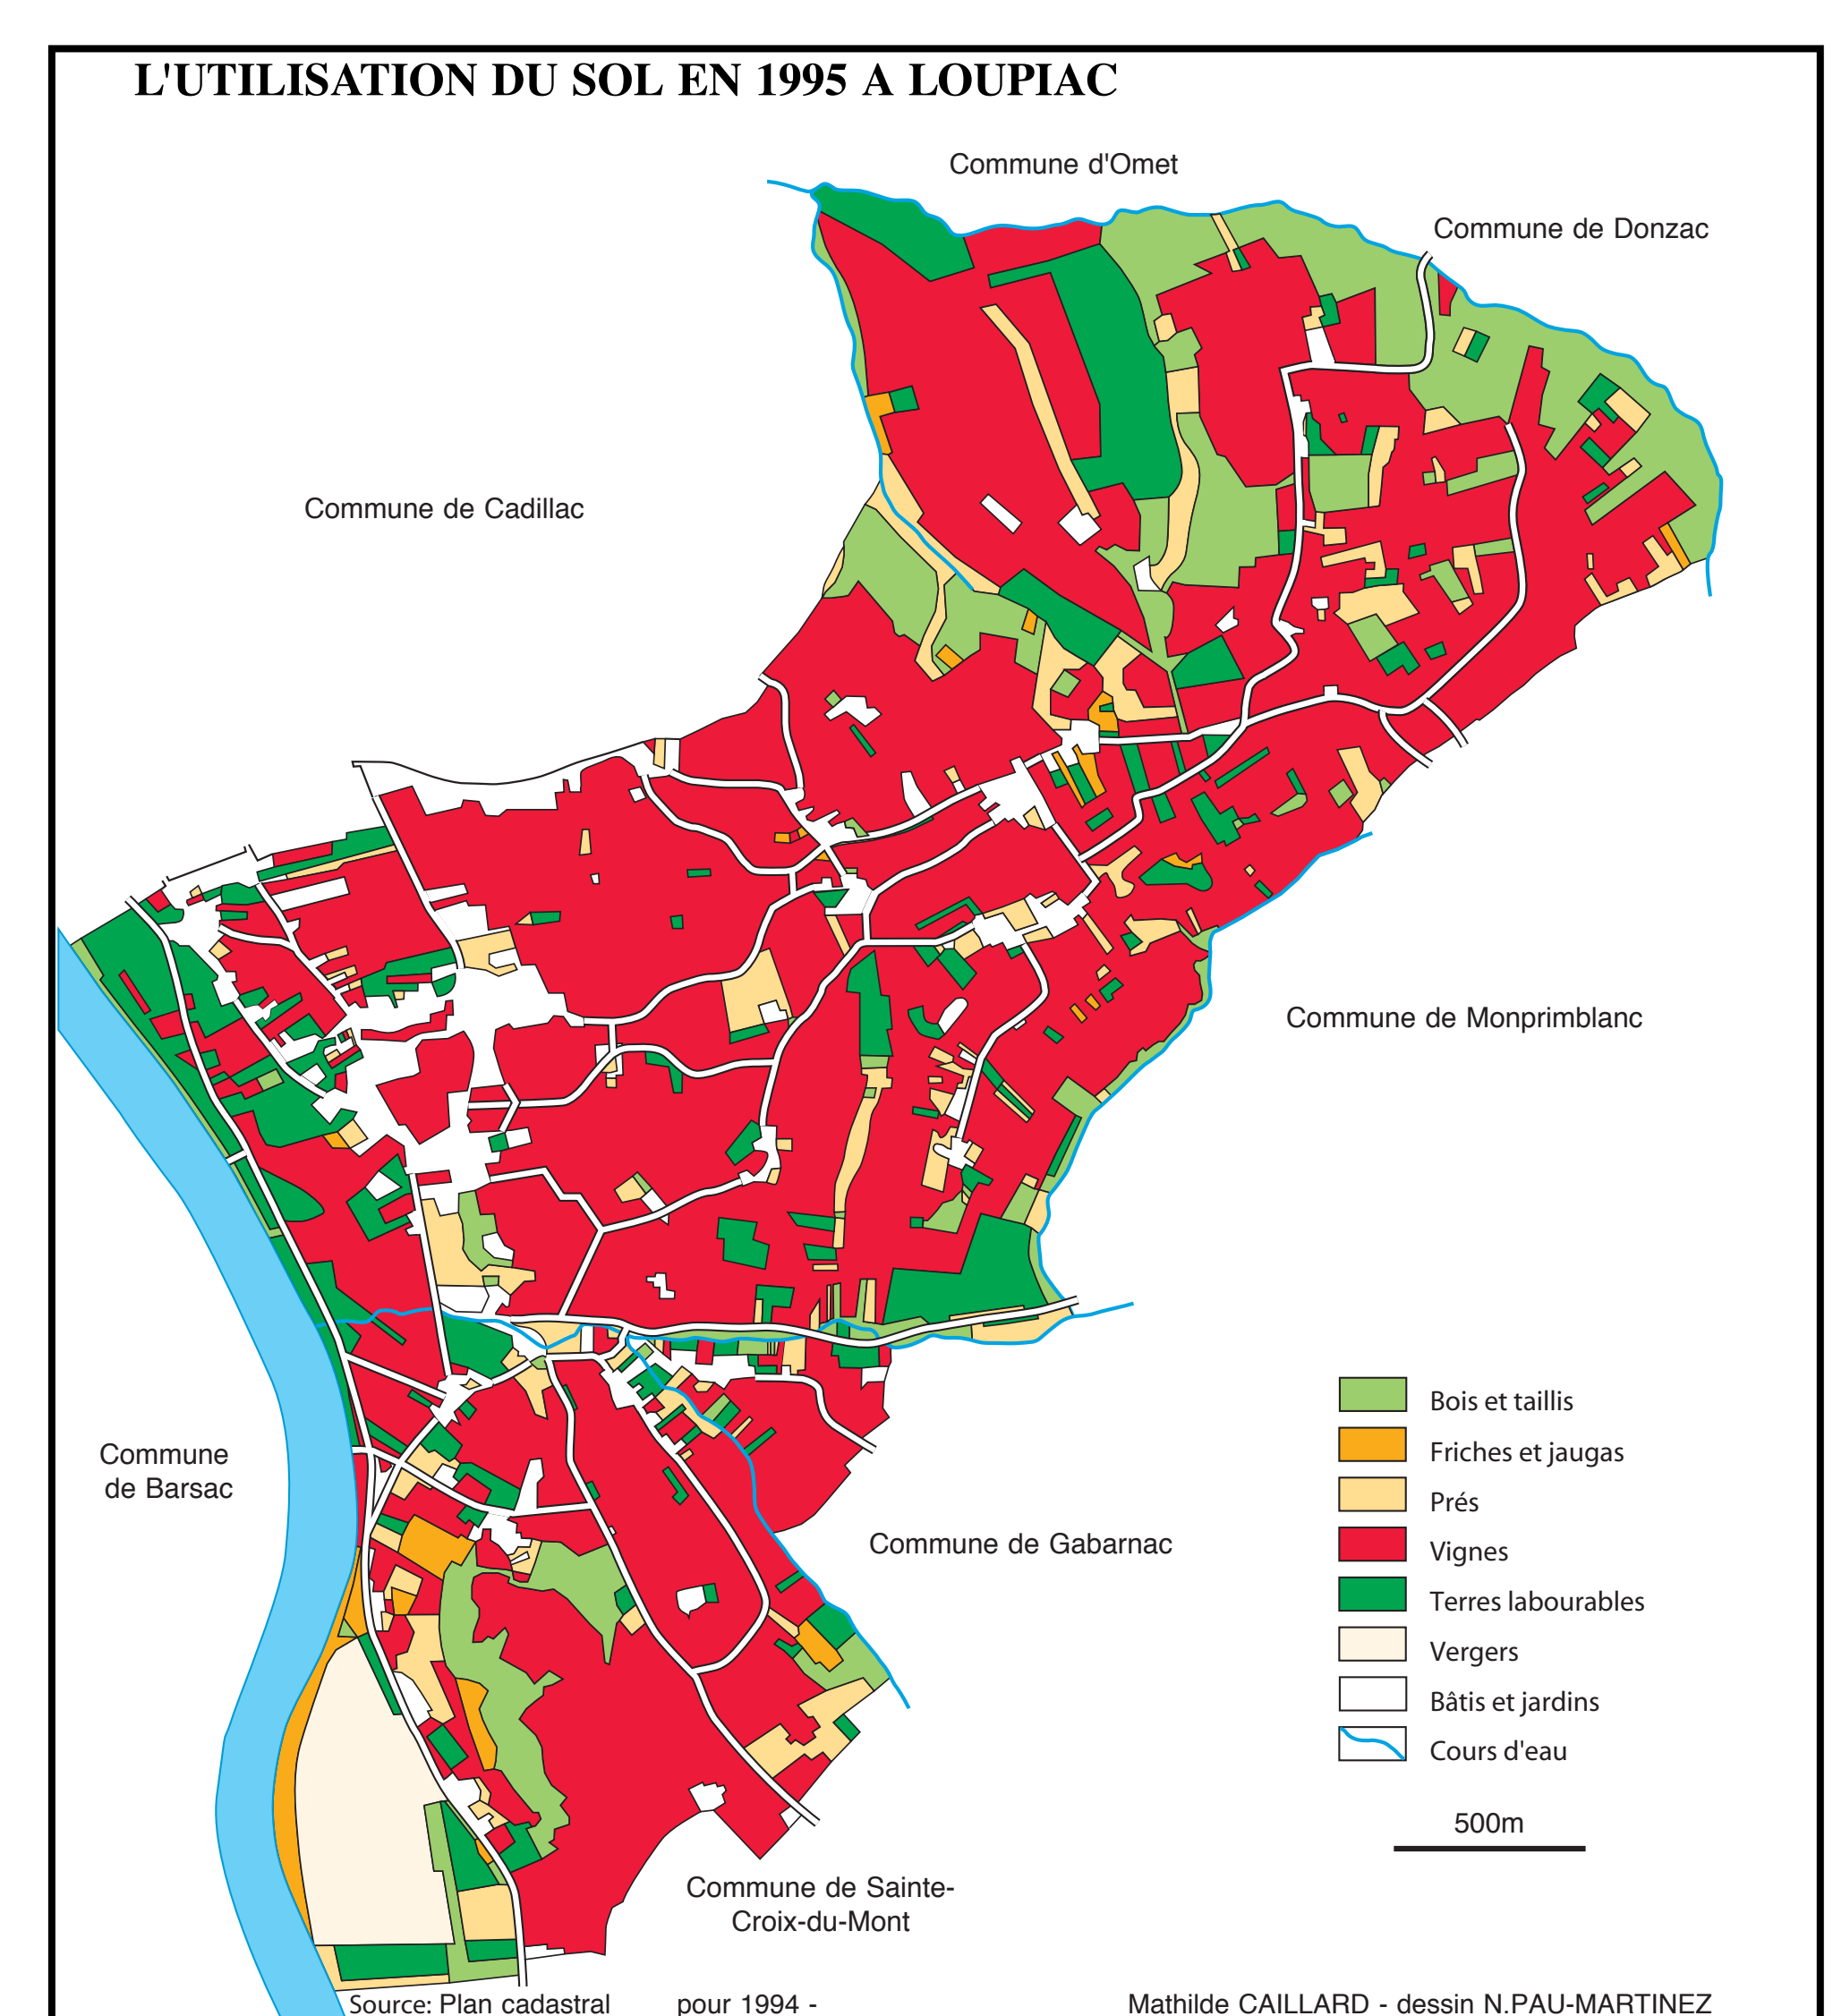 L'UTILISATION DU SOL EN 1995 A LOUPIAC
Commune d'Omet
Commune de Donzac
Commune de Cadillac
Commune de Monprimblanc
Commune
de Barsac
Commune de Gabarnac
Commune de Sainte-
Croix-du-Mont
Bois et taillis
Friches et jaugas
Prés
Vignes
Terres labourables
Vergers
Bâtis et jardins
Cours d'eau
500m
Source: Plan cadastral pour 1994 - Mathilde CAILLARD - dessin N.PAU-MARTINEZ